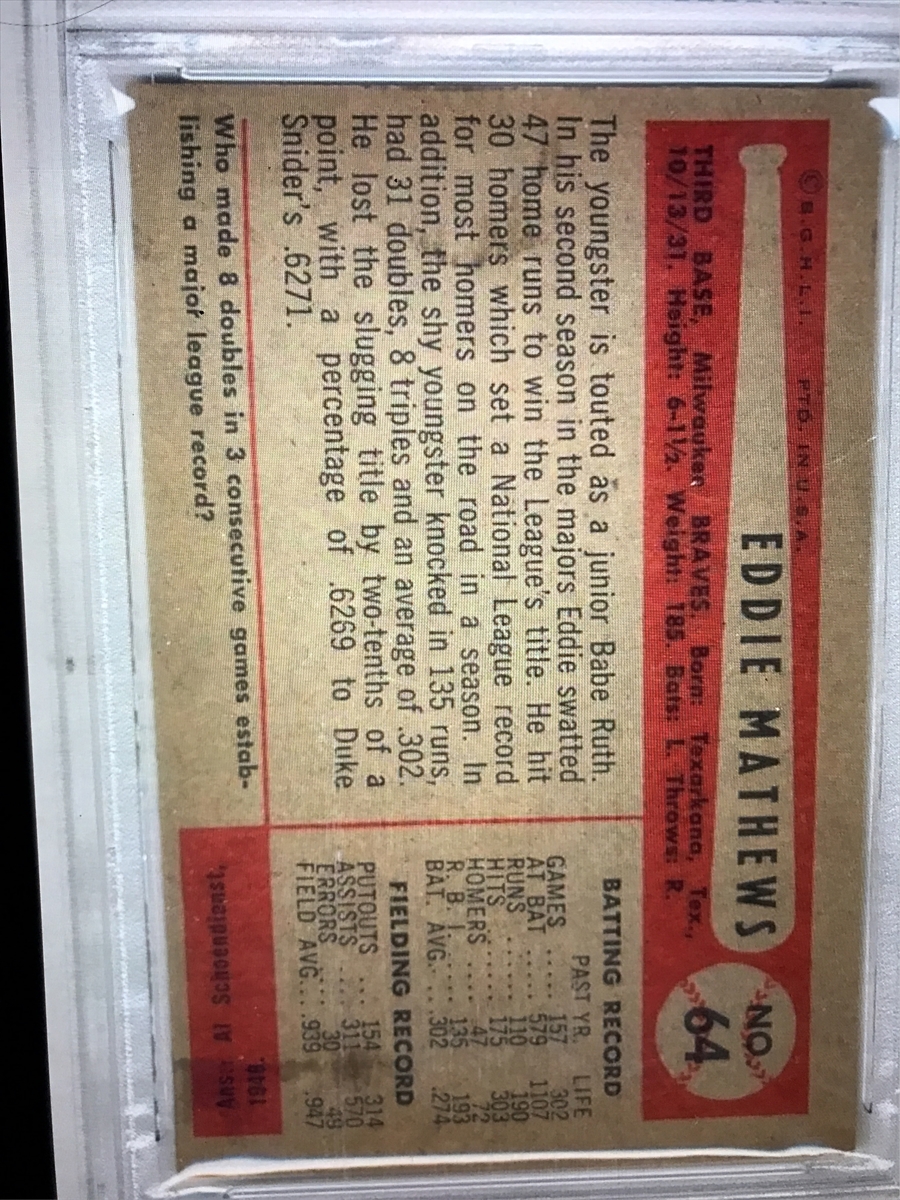 © B. G. H. L. I. PTD. IN U.S.A.
EDDIE MATHEWS
NO.
64
THIRD BASE, Milwaukee BRAVES. Born: Texarkana, Tex.,
10/13/31. Height: 6-1½. Weight: 185. Bats: L. Throws: R.
The youngster is touted as a junior Babe Ruth.
In his second season in the majors Eddie swatted
47 home runs to win the League's title. He hit
30 homers which set a National League record
for most homers on the road in a season. In
addition, the shy youngster knocked in 135 runs,
had 31 doubles, 8 triples and an average of .302.
He lost the slugging title by two-tenths of a
point, with a percentage of .6269 to Duke
Snider's .6271.
BATTING RECORD
PAST YR. LIFE
GAMES ..... 157 302
AT BAT ..... 579 1107
RUNS ...... 110 190
HITS ...... 175 303
HOMERS ..... 47 72
R. B. I. ..... 135 193
BAT. AVG. .. .302 .274
FIELDING RECORD
PUTOUTS ... 154 314
ASSISTS ... 311 570
ERRORS .... 30 48
FIELD AVG... .939 .947
Who made 8 doubles in 3 consecutive games estab-
lishing a major league record?
Ans: Al Schoendienst,
1948.